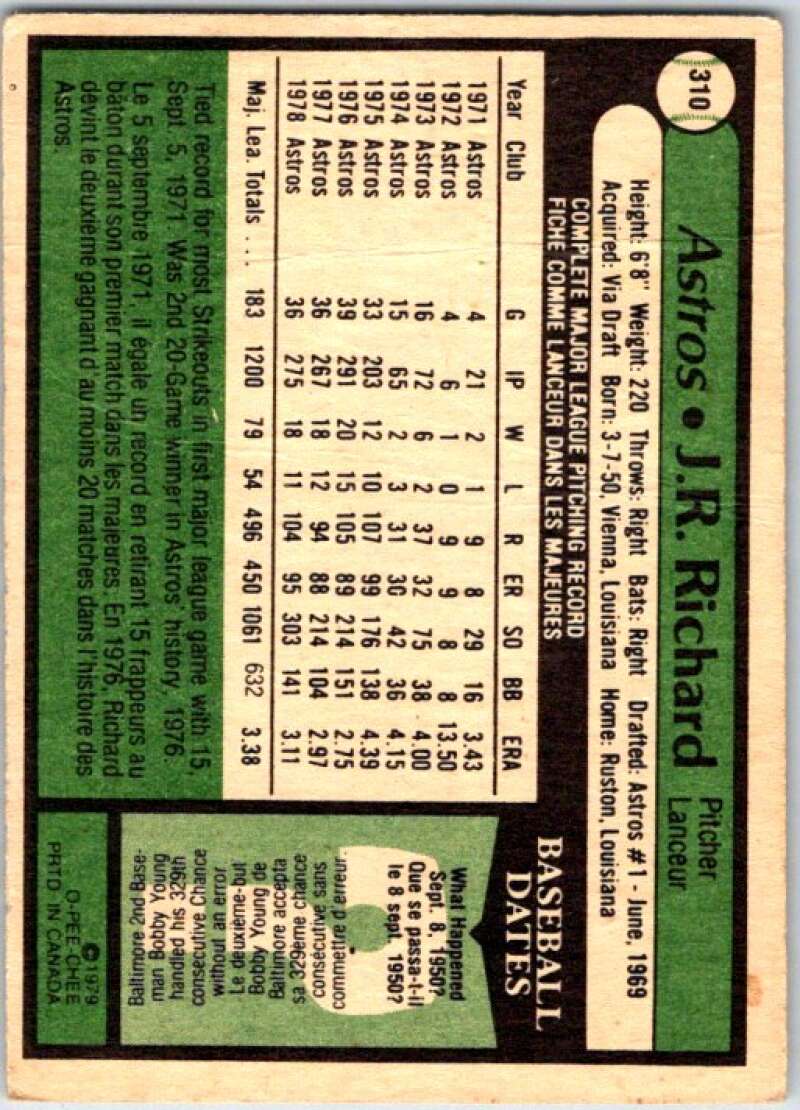 310
Astros • J.R. Richard Pitcher
Lanceur
Height: 6'8" Weight: 220 Throws: Right Bats: Right Drafted: Astros #1 - June, 1969
Acquired: Via Draft Born: 3-7-50, Vienna, Louisiana Home: Ruston, Louisiana
COMPLETE MAJOR LEAGUE PITCHING RECORD
FICHE COMME LANCEUR DANS LES MAJEURES
Year Club G IP W L R ER SO BB ERA
1971 Astros 4 21 2 1 9 8 29 16 3.43
1972 Astros 4 6 1 0 9 9 8 8 13.50
1973 Astros 16 72 6 2 37 32 75 38 4.00
1974 Astros 15 65 2 3 31 30 42 36 4.15
1975 Astros 33 203 12 10 107 99 176 138 4.39
1976 Astros 39 291 20 15 105 89 214 151 2.75
1977 Astros 36 267 18 12 94 88 214 104 2.97
1978 Astros 36 275 18 11 104 95 303 141 3.11
Maj. Lea. Totals .... 183 1200 79 54 496 450 1061 632 3.38
Tied record for most Strikeouts in first major league game with 15,
Sept. 5, 1971. Was 2nd 20-Game winner in Astros' history, 1976.
Le 5 septembre 1971, il égale un record en retirant 15 frappeurs au
bâton durant son premier match dans les majeures. En 1976, Richard
devint le deuxième gagnant d'au moins 20 matches dans l'histoire des
Astros.
BASEBALL
DATES
What Happened
Sept. 8, 1950?
Que se passa-t-il
le 8 sept. 1950?
Baltimore 2nd Base-
man Bobby Young
handled his 329th
consecutive Chance
without an error
Le deuxième-but
Bobby Young de
Baltimore accepta
sa 329ème chance
consécutive sans
commettre d'erreur.
©1979
O-PEE-CHEE
PRTD IN CANADA